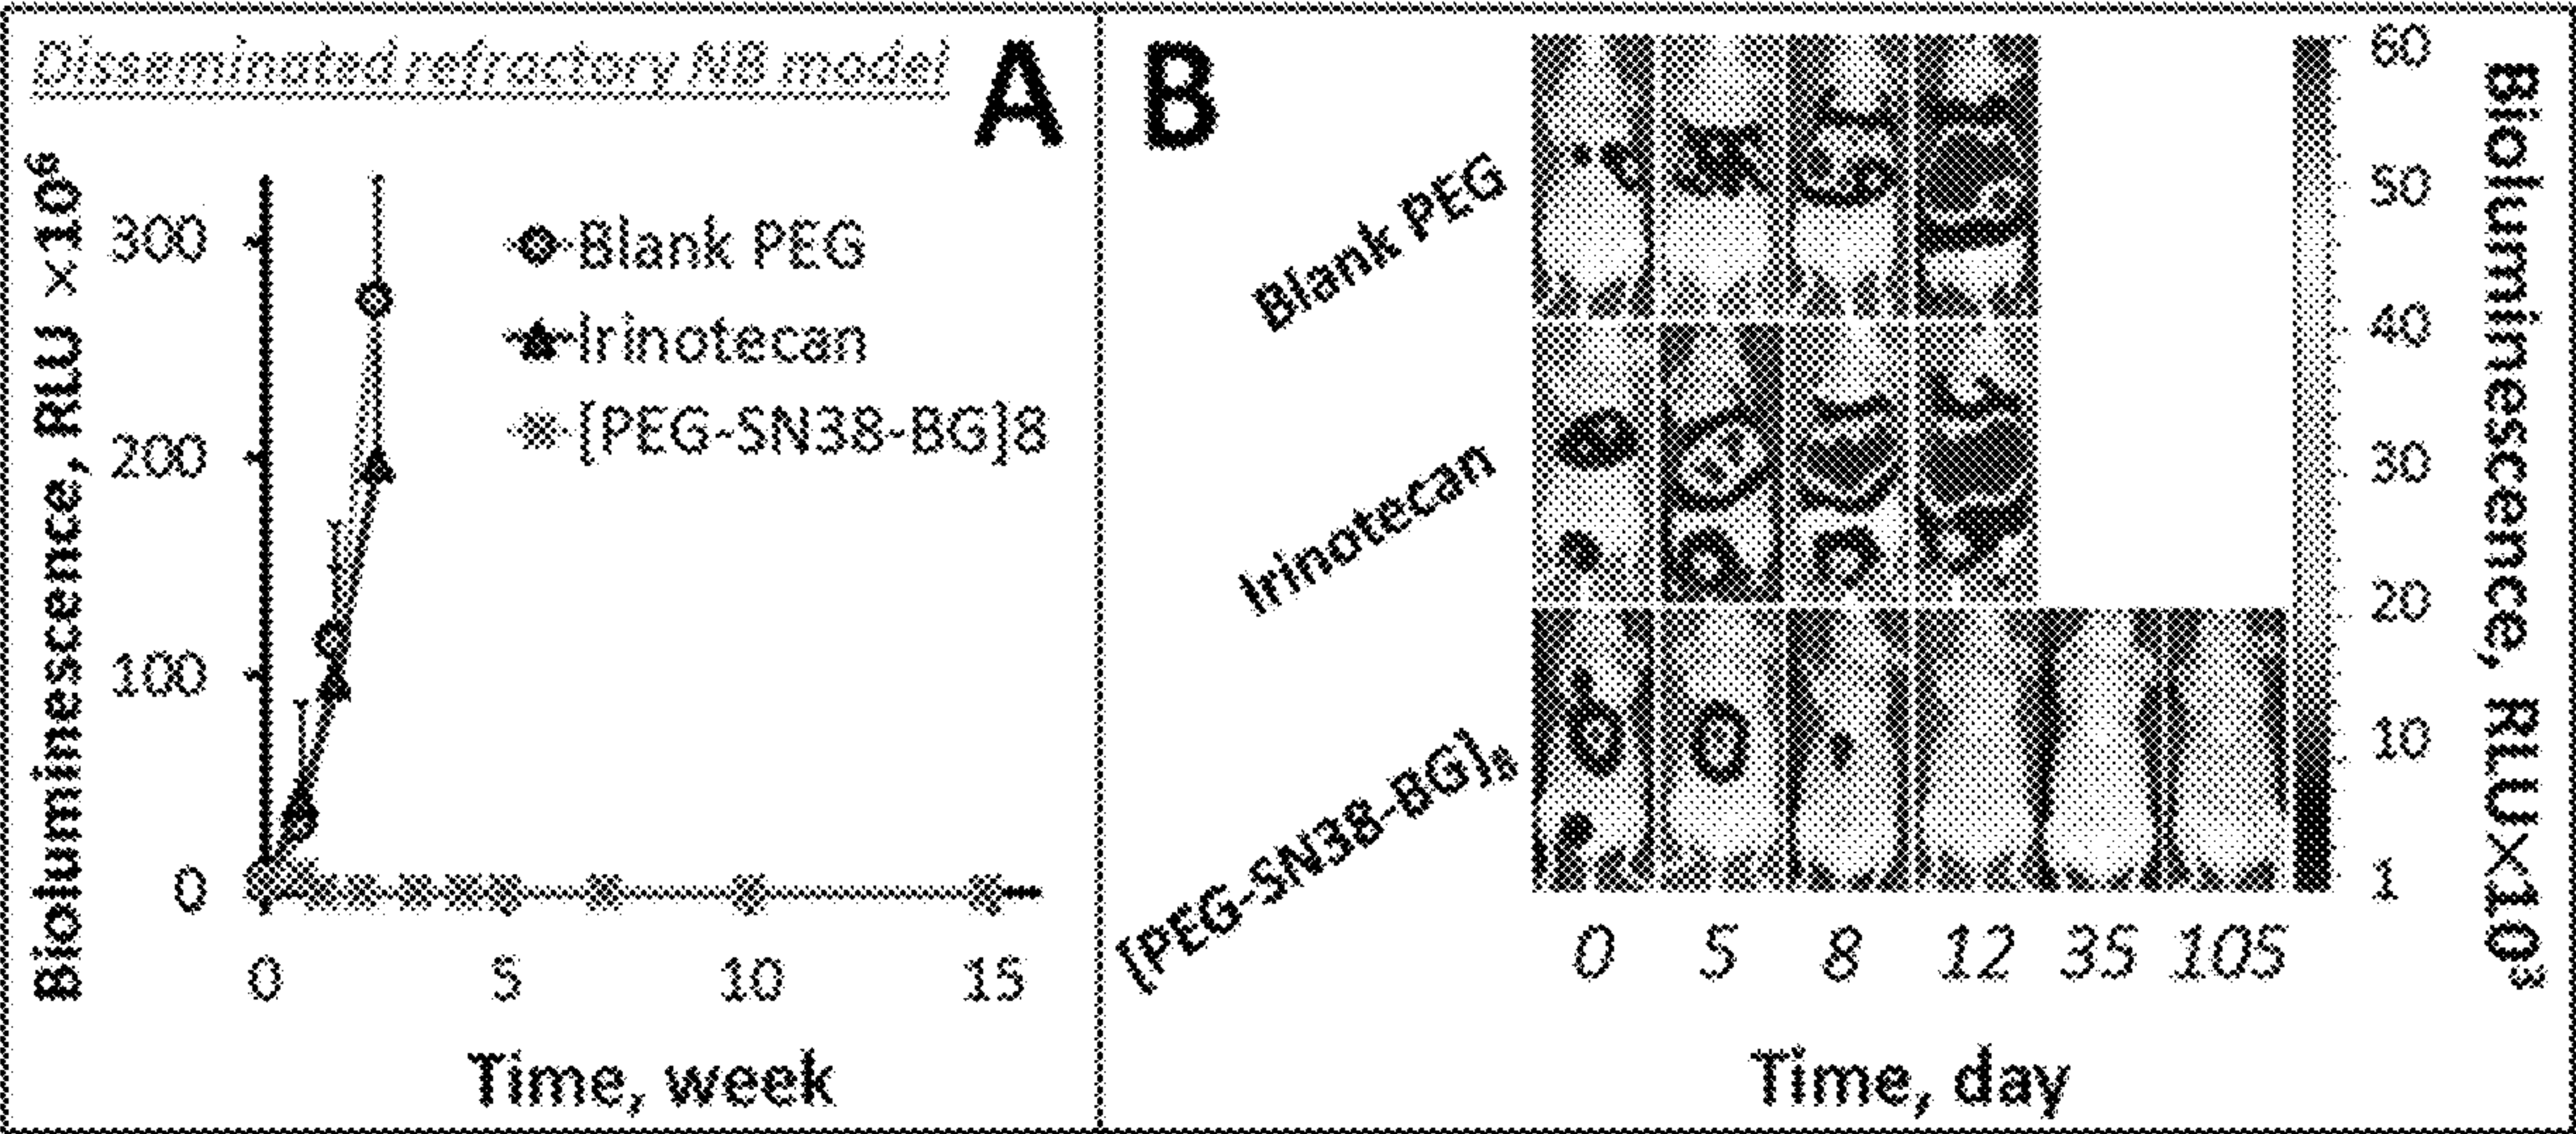 Disseminated refractory NB model
A
Bioluminescence, RLU ×10⁶
300
200
100
0
Blank PEG
Irinotecan
[PEG-SN38-BG]8
0 5 10 15
Time, week
B
Blank PEG
Irinotecan
[PEG-SN38-BG]₈
0 5 8 12 35 105
Time, day
60
50
40
30
20
10
1
Bioluminescence, RLU×10³